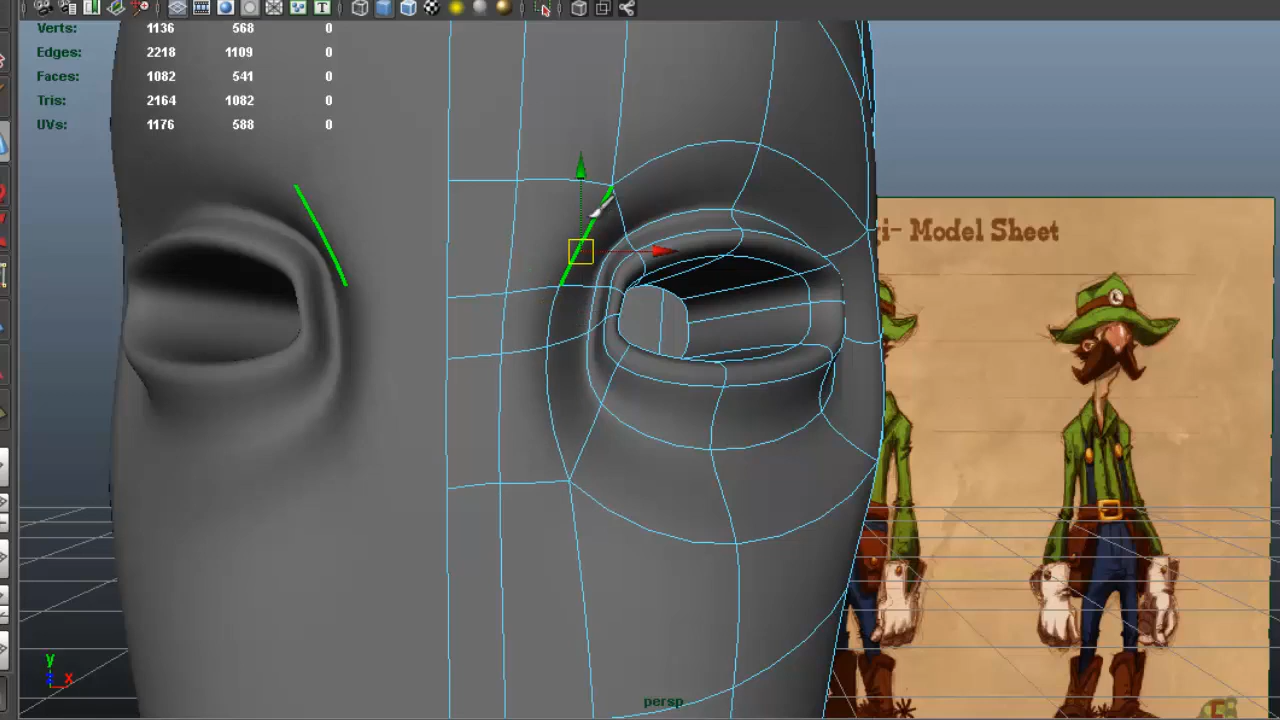 Verts: 1136 568 0
Edges: 2218 1109 0
Faces: 1082 541 0
Tris: 2164 1082 0
UVs: 1176 588 0
- Model Sheet
persp
y
x